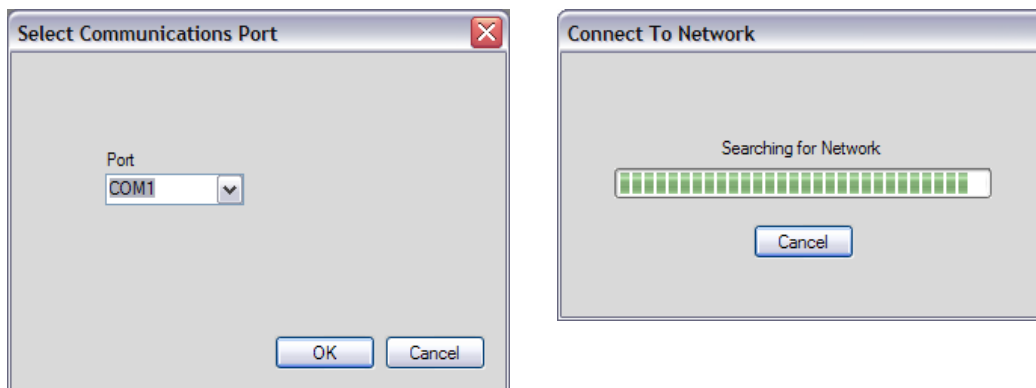 Select Communications Port
Port
COM1
OK Cancel
Connect To Network
Searching for Network
Cancel